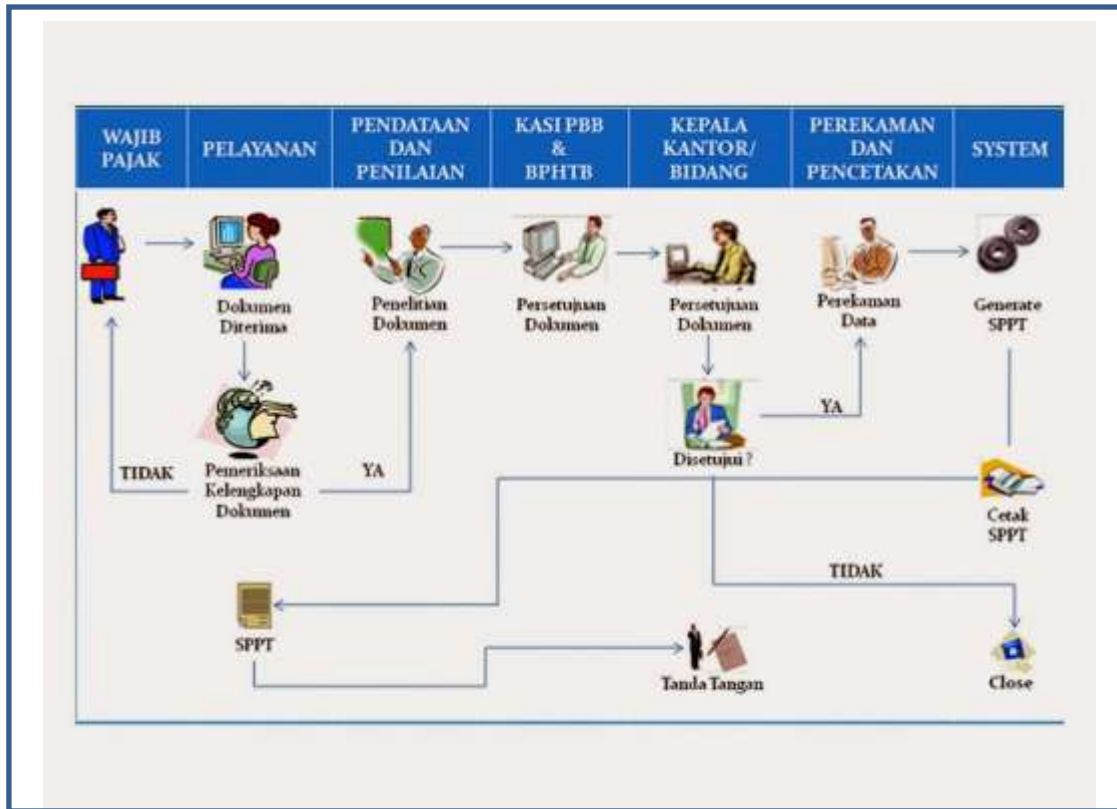 WAJIB
PAJAK
PELAYANAN
PENDATAAN
DAN
PENILAIAN
KASI PBB
&
BPHTB
KEPALA
KANTOR/
BIDANG
PEREKAMAN
DAN
PENCETAKAN
SYSTEM
Dokumen
Diterima
Penelitian
Dokumen
Persetujuan
Dokumen
Persetujuan
Dokumen
Perekaman
Data
Generate
SPPT
TIDAK
Pemeriksaan
Kelengkapan
Dokumen
YA
Disetujui ?
YA
Cetak
SPPT
TIDAK
SPPT
Tanda Tangan
Close